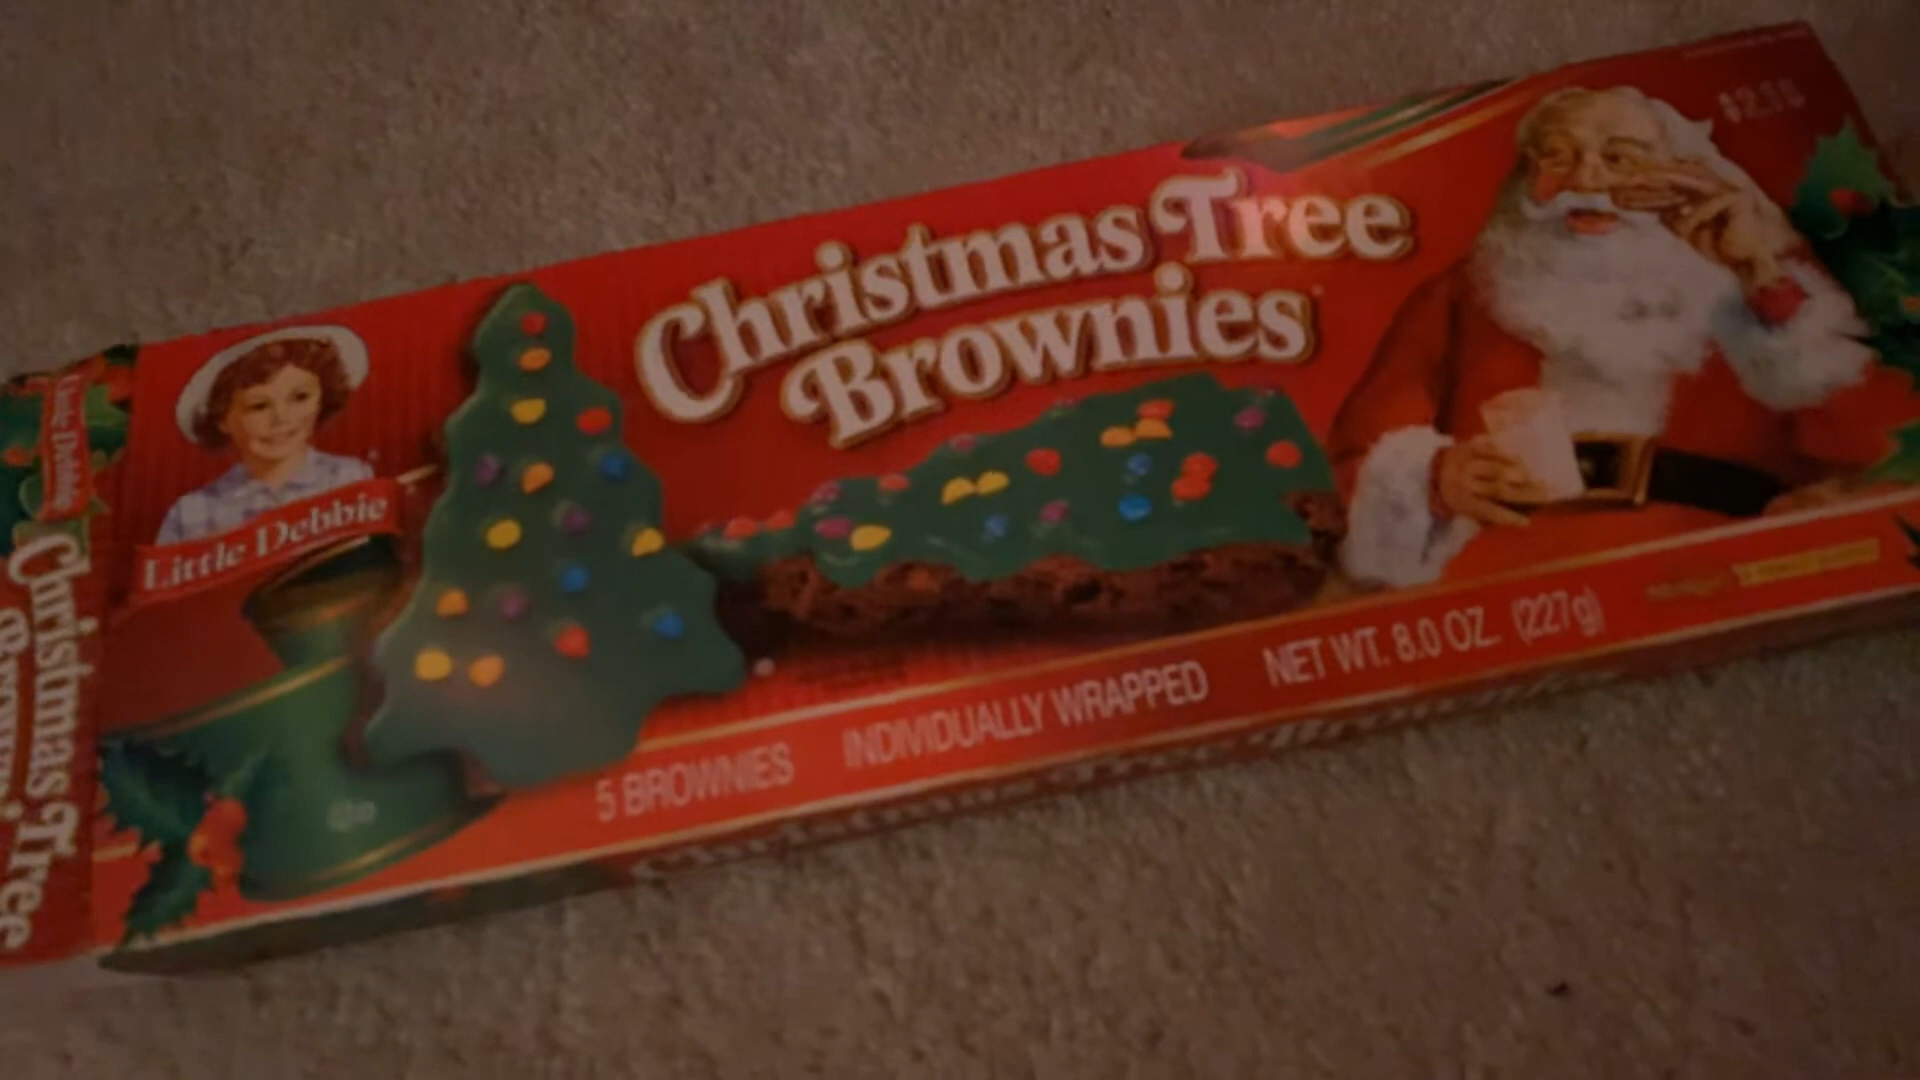 Christmas Tree
Brownies
Little Debbie
5 BROWNIES INDIVIDUALLY WRAPPED NET WT. 8.0 OZ. (227g)
Little Debbie
Christmas Tree